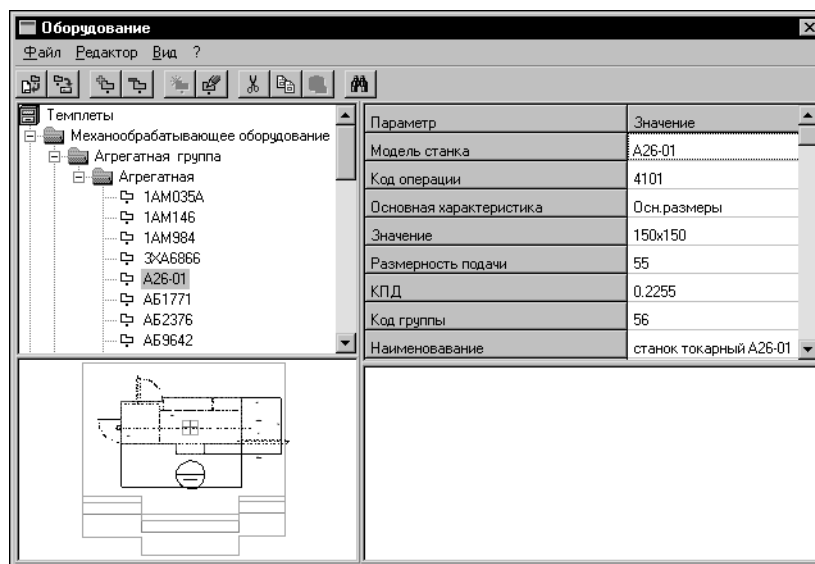 Оборудование
Файл Редактор Вид ?
Темплеты
Механообрабатывающее оборудование
Агрегатная группа
Агрегатная
1АМ035А
1АМ146
1АМ984
3ХА6866
А26-01
АБ1771
АБ2376
АБ9642
Параметр Значение
Модель станка А26-01
Код операции 4101
Основная характеристика Осн.размеры
Значение 150x150
Размерность подачи 55
КПД 0.2255
Код группы 56
Наименовавание станок токарный А26-01